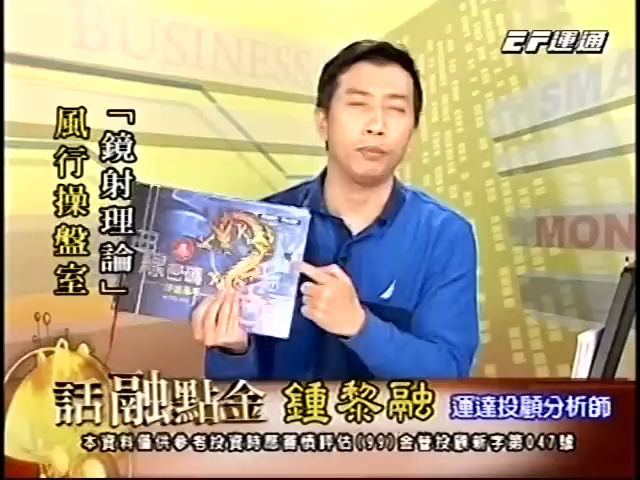 BUSINESS
EF運通
SMA
MON
「鏡射理論」
風行操盤室
話融點金 鍾黎融 運達投顧分析師
本資料僅供參考投資時應審慎評估(99)金管投顧新字第047號